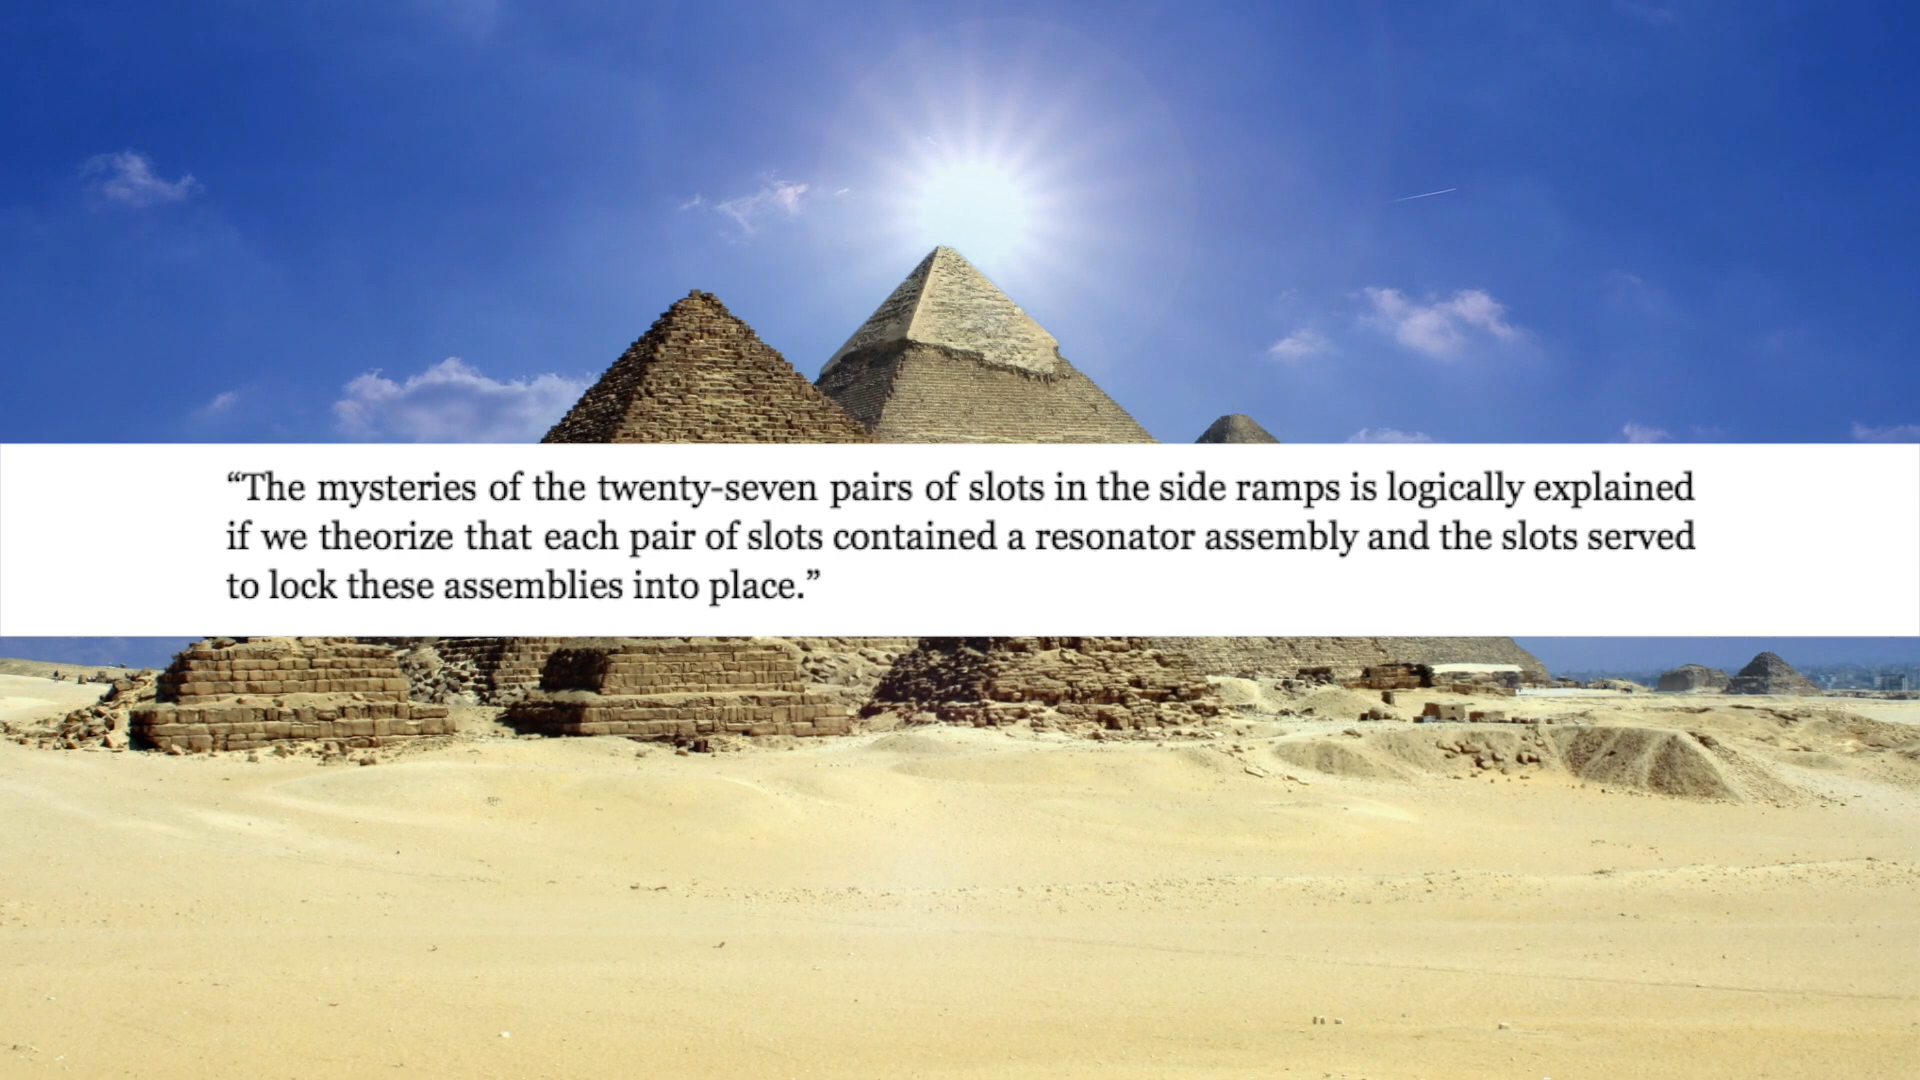 “The mysteries of the twenty-seven pairs of slots in the side ramps is logically explained
if we theorize that each pair of slots contained a resonator assembly and the slots served
to lock these assemblies into place.”